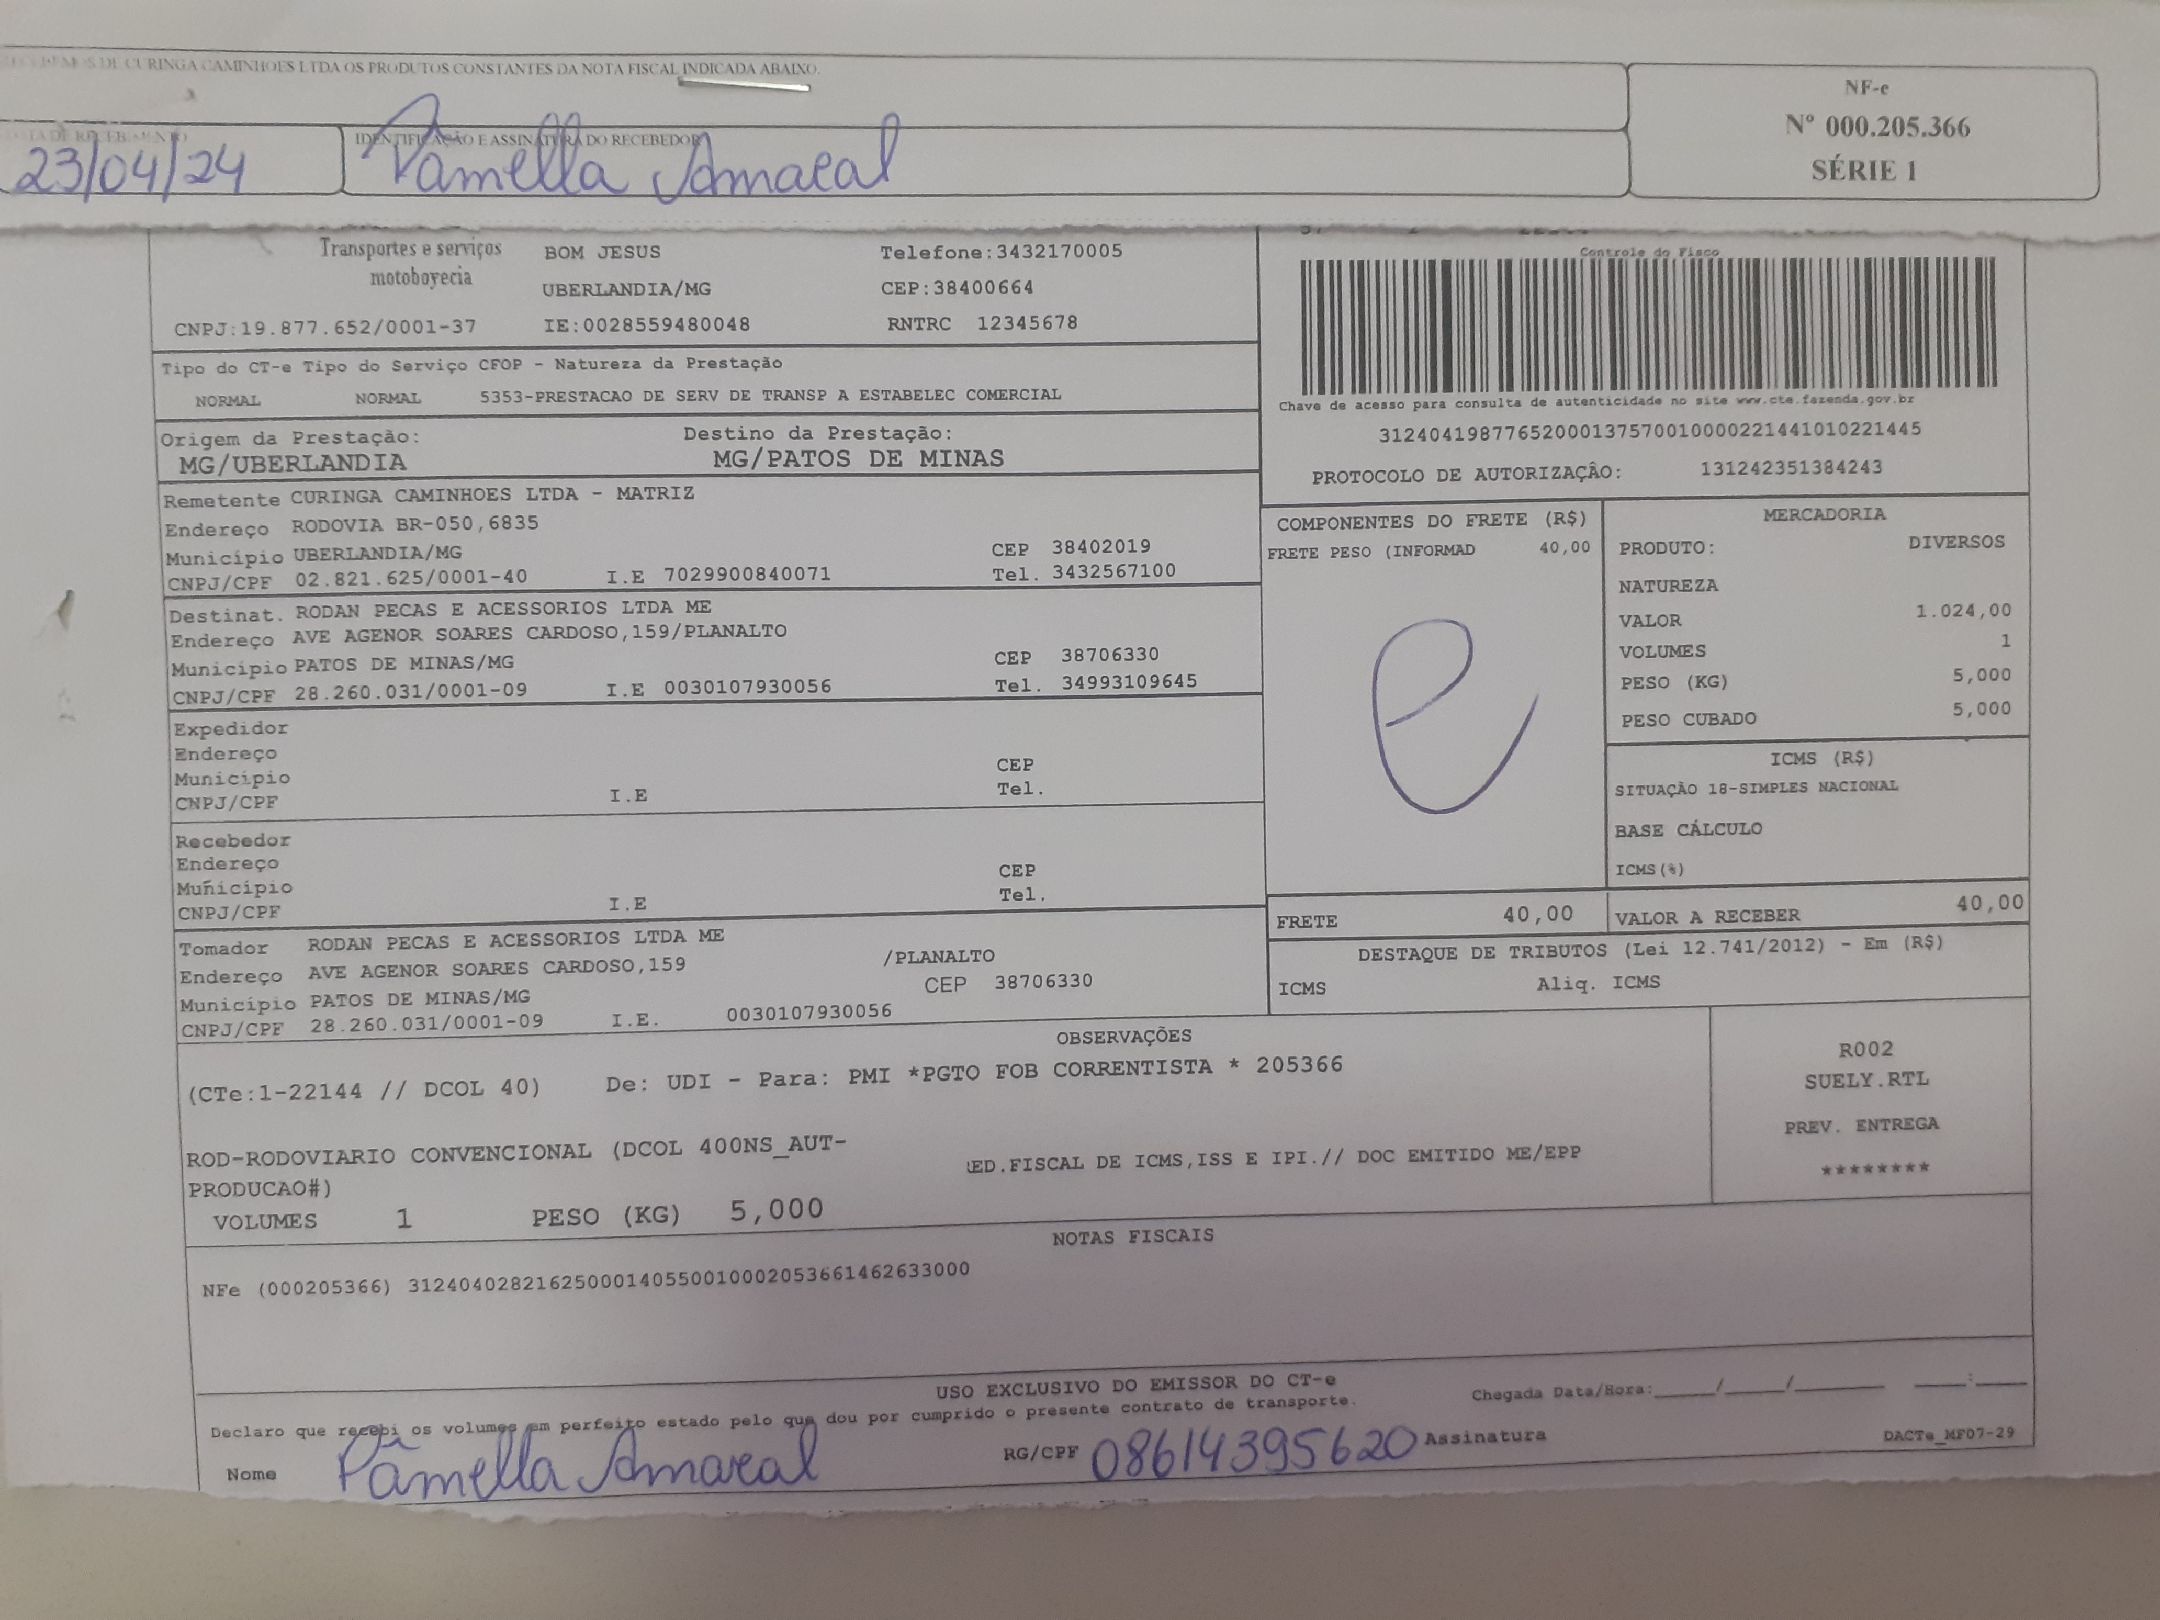 DE CURINGA CAMINHOES LTDA OS PRODUTOS CONSTANTES DA NOTA FISCAL INDICADA ABAIXO.
NF-e
Nº 000.205.366
SÉRIE 1
DE RECEBIMENTO
23/04/24
IDENTIFICAÇÃO E ASSINATURA DO RECEBEDOR
Pamella Amaral
Transportes e serviços
motoboyecia
BOM JESUS
Telefone:3432170005
UBERLANDIA/MG
CEP:38400664
CNPJ:19.877.652/0001-37
IE:0028559480048
RNTRC 12345678
Controle do Fisco
Chave de acesso para consulta de autenticidade no site www.cte.fazenda.gov.br
31240419877652000137570010000221441010221445
PROTOCOLO DE AUTORIZAÇÃO: 131242351384243
Tipo do CT-e Tipo do Serviço CFOP - Natureza da Prestação
NORMAL NORMAL 5353-PRESTACAO DE SERV DE TRANSP A ESTABELEC COMERCIAL
Origem da Prestação: Destino da Prestação:
MG/UBERLANDIA MG/PATOS DE MINAS
Remetente CURINGA CAMINHOES LTDA - MATRIZ
Endereço RODOVIA BR-050,6835
Município UBERLANDIA/MG CEP 38402019
CNPJ/CPF 02.821.625/0001-40 I.E 7029900840071 Tel. 3432567100
Destinat. RODAN PECAS E ACESSORIOS LTDA ME
Endereço AVE AGENOR SOARES CARDOSO,159/PLANALTO
Município PATOS DE MINAS/MG CEP 38706330
CNPJ/CPF 28.260.031/0001-09 I.E 0030107930056 Tel. 34993109645
Expedidor
Endereço
Município CEP
CNPJ/CPF I.E Tel.
Recebedor
Endereço
Município CEP
CNPJ/CPF I.E Tel.
Tomador RODAN PECAS E ACESSORIOS LTDA ME
Endereço AVE AGENOR SOARES CARDOSO,159 /PLANALTO
Município PATOS DE MINAS/MG CEP 38706330
CNPJ/CPF 28.260.031/0001-09 I.E. 0030107930056
COMPONENTES DO FRETE (R$)
FRETE PESO (INFORMAD 40,00
e
MERCADORIA
PRODUTO: DIVERSOS
NATUREZA
VALOR 1.024,00
VOLUMES 1
PESO (KG) 5,000
PESO CUBADO 5,000
ICMS (R$)
SITUAÇÃO 18-SIMPLES NACIONAL
BASE CÁLCULO
ICMS(%)
FRETE 40,00 VALOR A RECEBER 40,00
DESTAQUE DE TRIBUTOS (Lei 12.741/2012) - Em (R$)
ICMS Aliq. ICMS
OBSERVAÇÕES
(CTe:1-22144 // DCOL 40) De: UDI - Para: PMI *PGTO FOB CORRENTISTA * 205366
ROD-RODOVIARIO CONVENCIONAL (DCOL 400NS_AUT-
PRODUCAO#)
ED.FISCAL DE ICMS,ISS E IPI.// DOC EMITIDO ME/EPP
VOLUMES 1 PESO (KG) 5,000
R002
SUELY.RTL
PREV. ENTREGA
********
NOTAS FISCAIS
NFe (000205366) 31240402821625000140550010002053661462633000
USO EXCLUSIVO DO EMISSOR DO CT-e
Declaro que recebi os volumes em perfeito estado pelo que dou por cumprido o presente contrato de transporte.
Chegada Data/Hora:____/____/______ ____:____
Nome Pamella Amaral RG/CPF 08614395620 Assinatura
DACTe_MF07-29